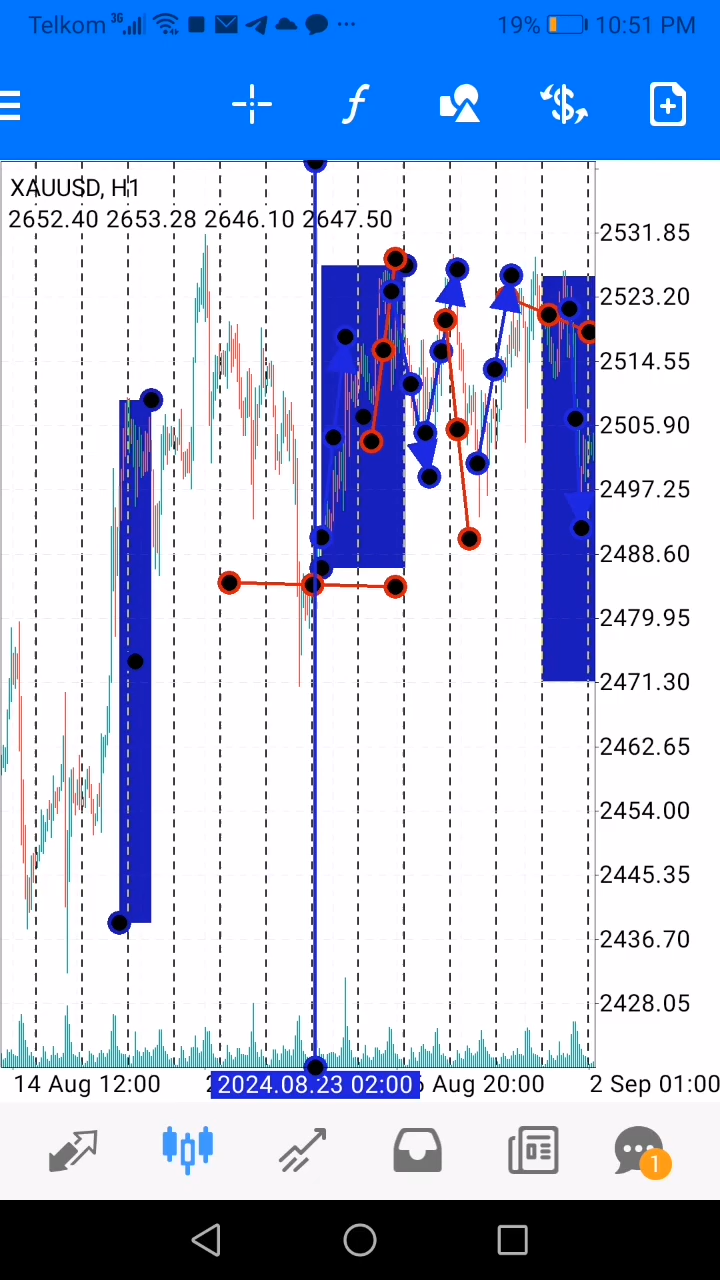 Telkom 3G 19% 10:51 PM
f $
XAUUSD, H1
2652.40 2653.28 2646.10 2647.50
2531.85
2523.20
2514.55
2505.90
2497.25
2488.60
2479.95
2471.30
2462.65
2454.00
2445.35
2436.70
2428.05
14 Aug 12:00 2024.08.23 02:00 Aug 20:00 2 Sep 01:00
1